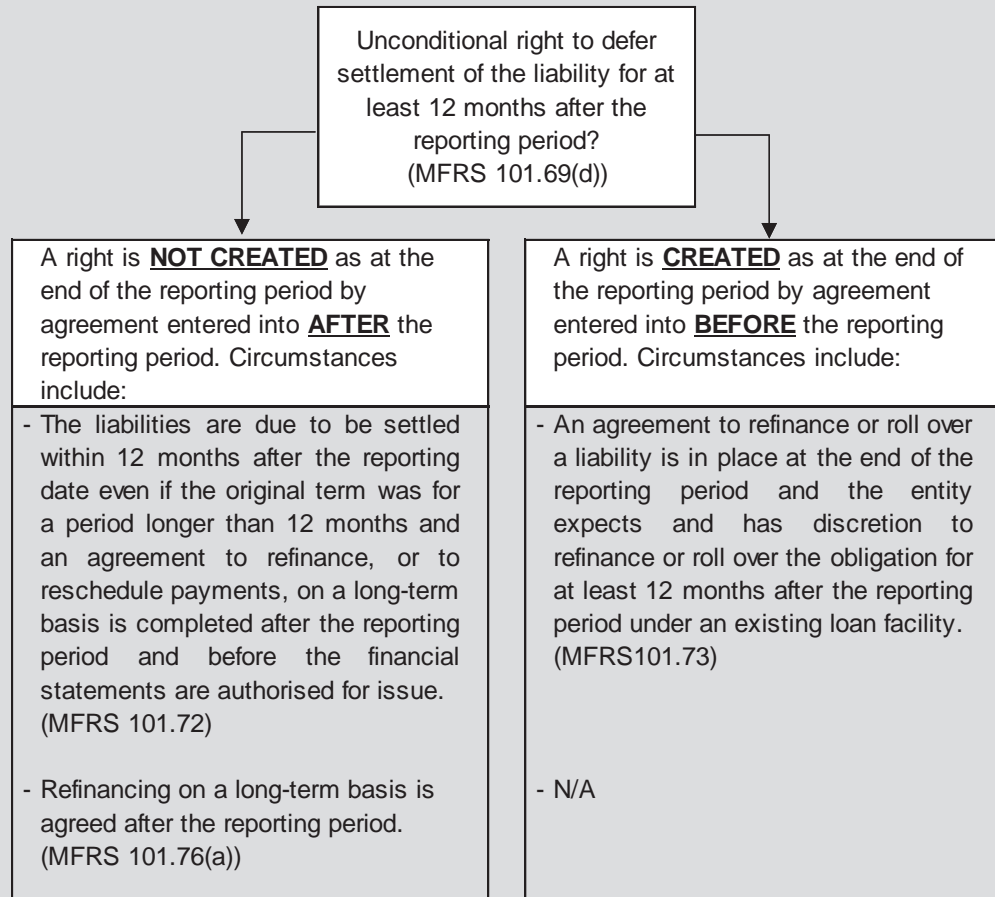 Unconditional right to defer
settlement of the liability for at
least 12 months after the
reporting period?
(MFRS 101.69(d))
A right is NOT CREATED as at the
end of the reporting period by
agreement entered into AFTER the
reporting period. Circumstances
include:
- The liabilities are due to be settled
within 12 months after the reporting
date even if the original term was for
a period longer than 12 months and
an agreement to refinance, or to
reschedule payments, on a long-term
basis is completed after the reporting
period and before the financial
statements are authorised for issue.
(MFRS 101.72)
- Refinancing on a long-term basis is
agreed after the reporting period.
(MFRS 101.76(a))
A right is CREATED as at the end of
the reporting period by agreement
entered into BEFORE the reporting
period. Circumstances include:
- An agreement to refinance or roll over
a liability is in place at the end of the
reporting period and the entity
expects and has discretion to
refinance or roll over the obligation for
at least 12 months after the reporting
period under an existing loan facility.
(MFRS101.73)
- N/A